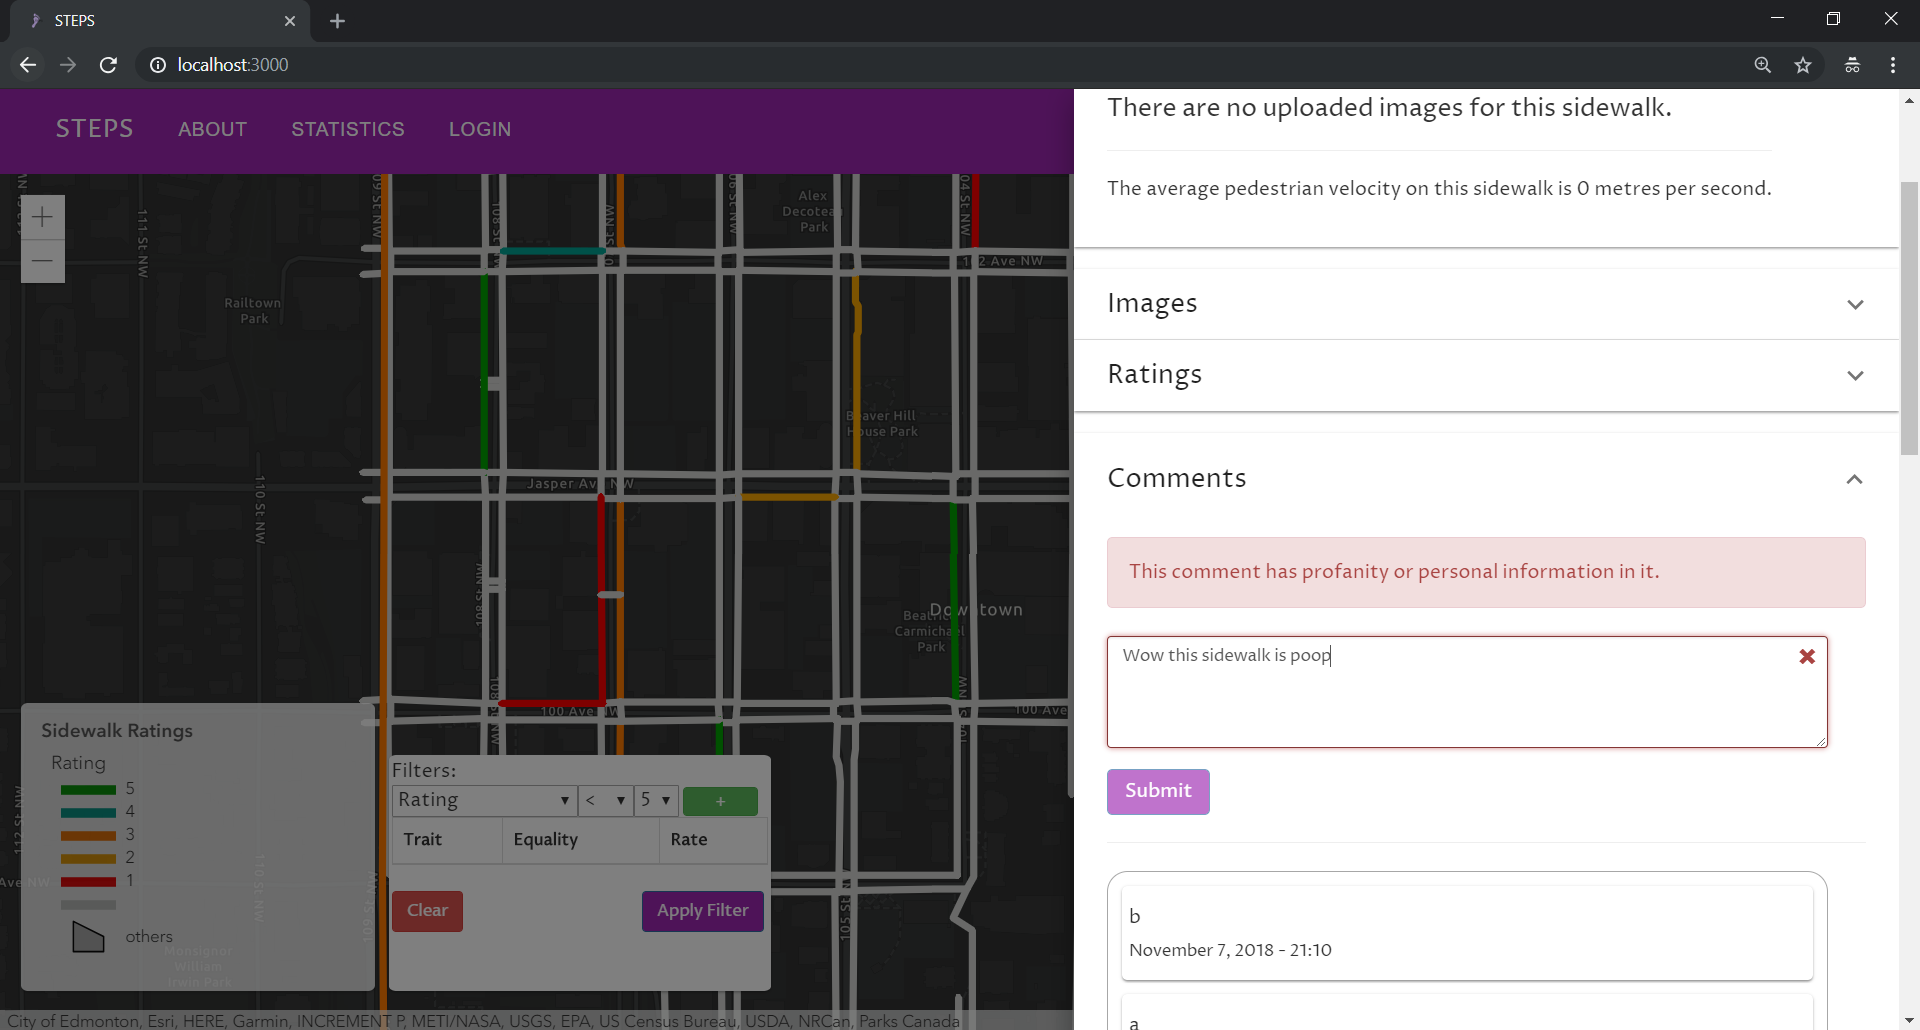 STEPS
localhost:3000
STEPS ABOUT STATISTICS LOGIN
There are no uploaded images for this sidewalk.
The average pedestrian velocity on this sidewalk is 0 metres per second.
Images
Ratings
Comments
This comment has profanity or personal information in it.
Wow this sidewalk is poop
Submit
b
November 7, 2018 - 21:10
a
Alex
Decoteau
Park
102 Ave NW
111 St NW
Railtown
Park
Beaver Hill
House Park
Jasper Ave NW
110 St NW
108 St NW
Downtown
Beatrice
Carmichael
Park
100 Ave NW
100 Ave
Sidewalk Ratings
Rating
5
4
3
2
1
others
112 St NW
110 St NW
109 St NW
105 St N
Ave NW
Monsignor
William
Irwin Park
Filters:
Rating < 5 +
Trait Equality Rate
Clear Apply Filter
City of Edmonton, Esri, HERE, Garmin, INCREMENT P, METI/NASA, USGS, EPA, US Census Bureau, USDA, NRCan, Parks Canada